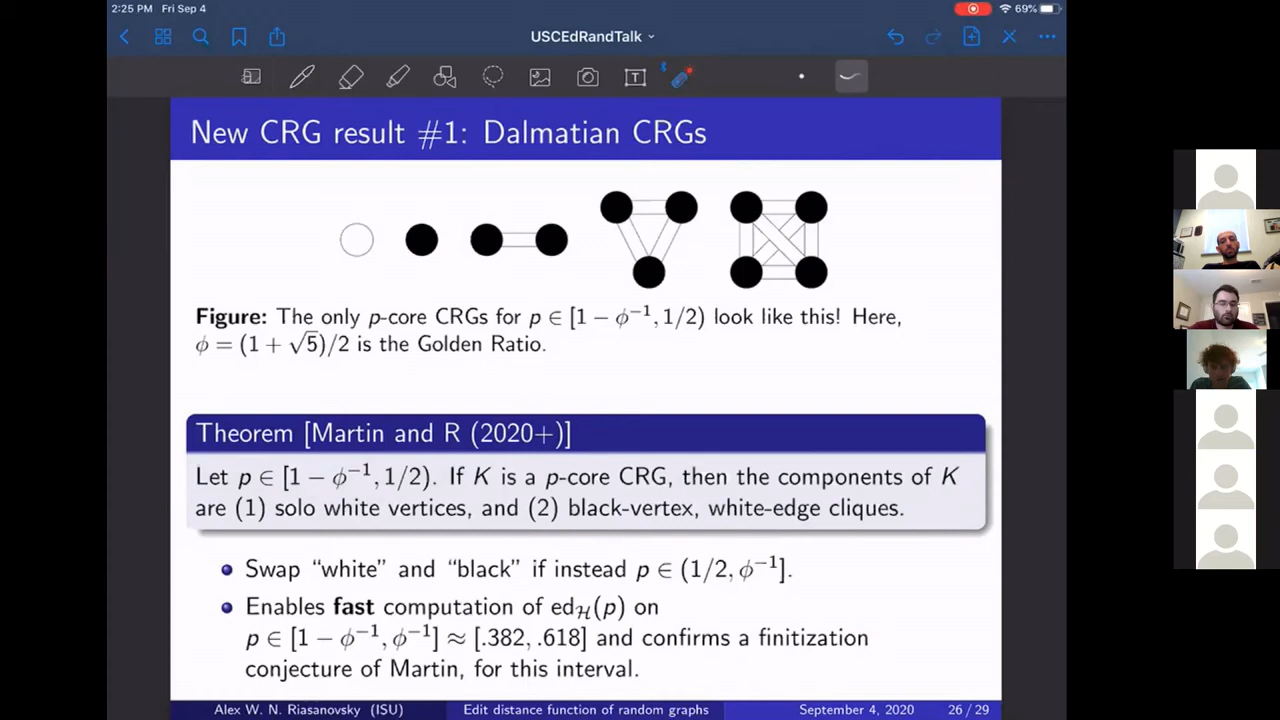 2:25 PM Fri Sep 4
69%
USCEdRandTalk
T
New CRG result #1: Dalmatian CRGs
Figure: The only p-core CRGs for p ∈ [1 − ϕ⁻¹, 1/2) look like this! Here,
ϕ = (1 + √5)/2 is the Golden Ratio.
Theorem [Martin and R (2020+)]
Let p ∈ [1 − ϕ⁻¹, 1/2). If K is a p-core CRG, then the components of K
are (1) solo white vertices, and (2) black-vertex, white-edge cliques.
Swap “white” and “black” if instead p ∈ (1/2, ϕ⁻¹].
Enables fast computation of ed_ℋ(p) on
p ∈ [1 − ϕ⁻¹, ϕ⁻¹] ≈ [.382, .618] and confirms a finitization
conjecture of Martin, for this interval.
Alex W. N. Riasanovsky (ISU) Edit distance function of random graphs September 4, 2020 26 / 29